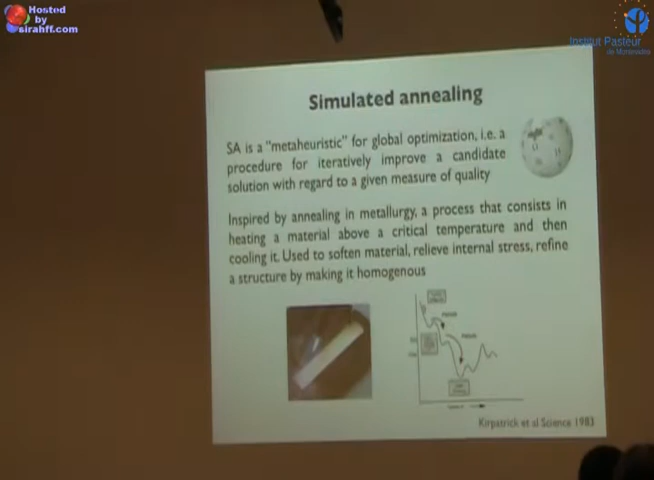 Hosted
by
sirahff.com
Institut Pasteur
de Montevideo
Simulated annealing
SA is a "metaheuristic" for global optimization, i.e. a
procedure for iteratively improve a candidate
solution with regard to a given measure of quality
Inspired by annealing in metallurgy, a process that consists in
heating a material above a critical temperature and then
cooling it. Used to soften material, relieve internal stress, refine
a structure by making it homogenous
Kirpatrick et al Science 1983